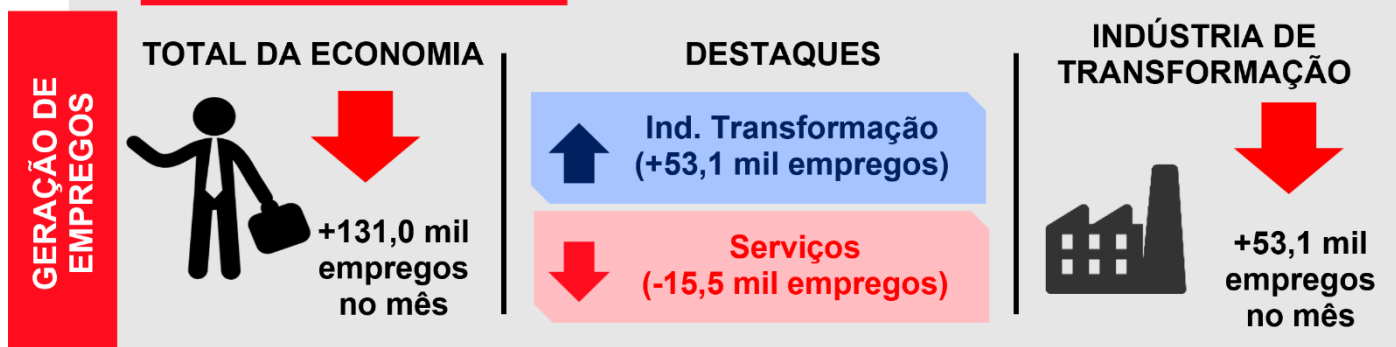 GERAÇÃO DE
EMPREGOS
TOTAL DA ECONOMIA
+131,0 mil
empregos
no mês
DESTAQUES
Ind. Transformação
(+53,1 mil empregos)
Serviços
(-15,5 mil empregos)
INDÚSTRIA DE
TRANSFORMAÇÃO
+53,1 mil
empregos
no mês